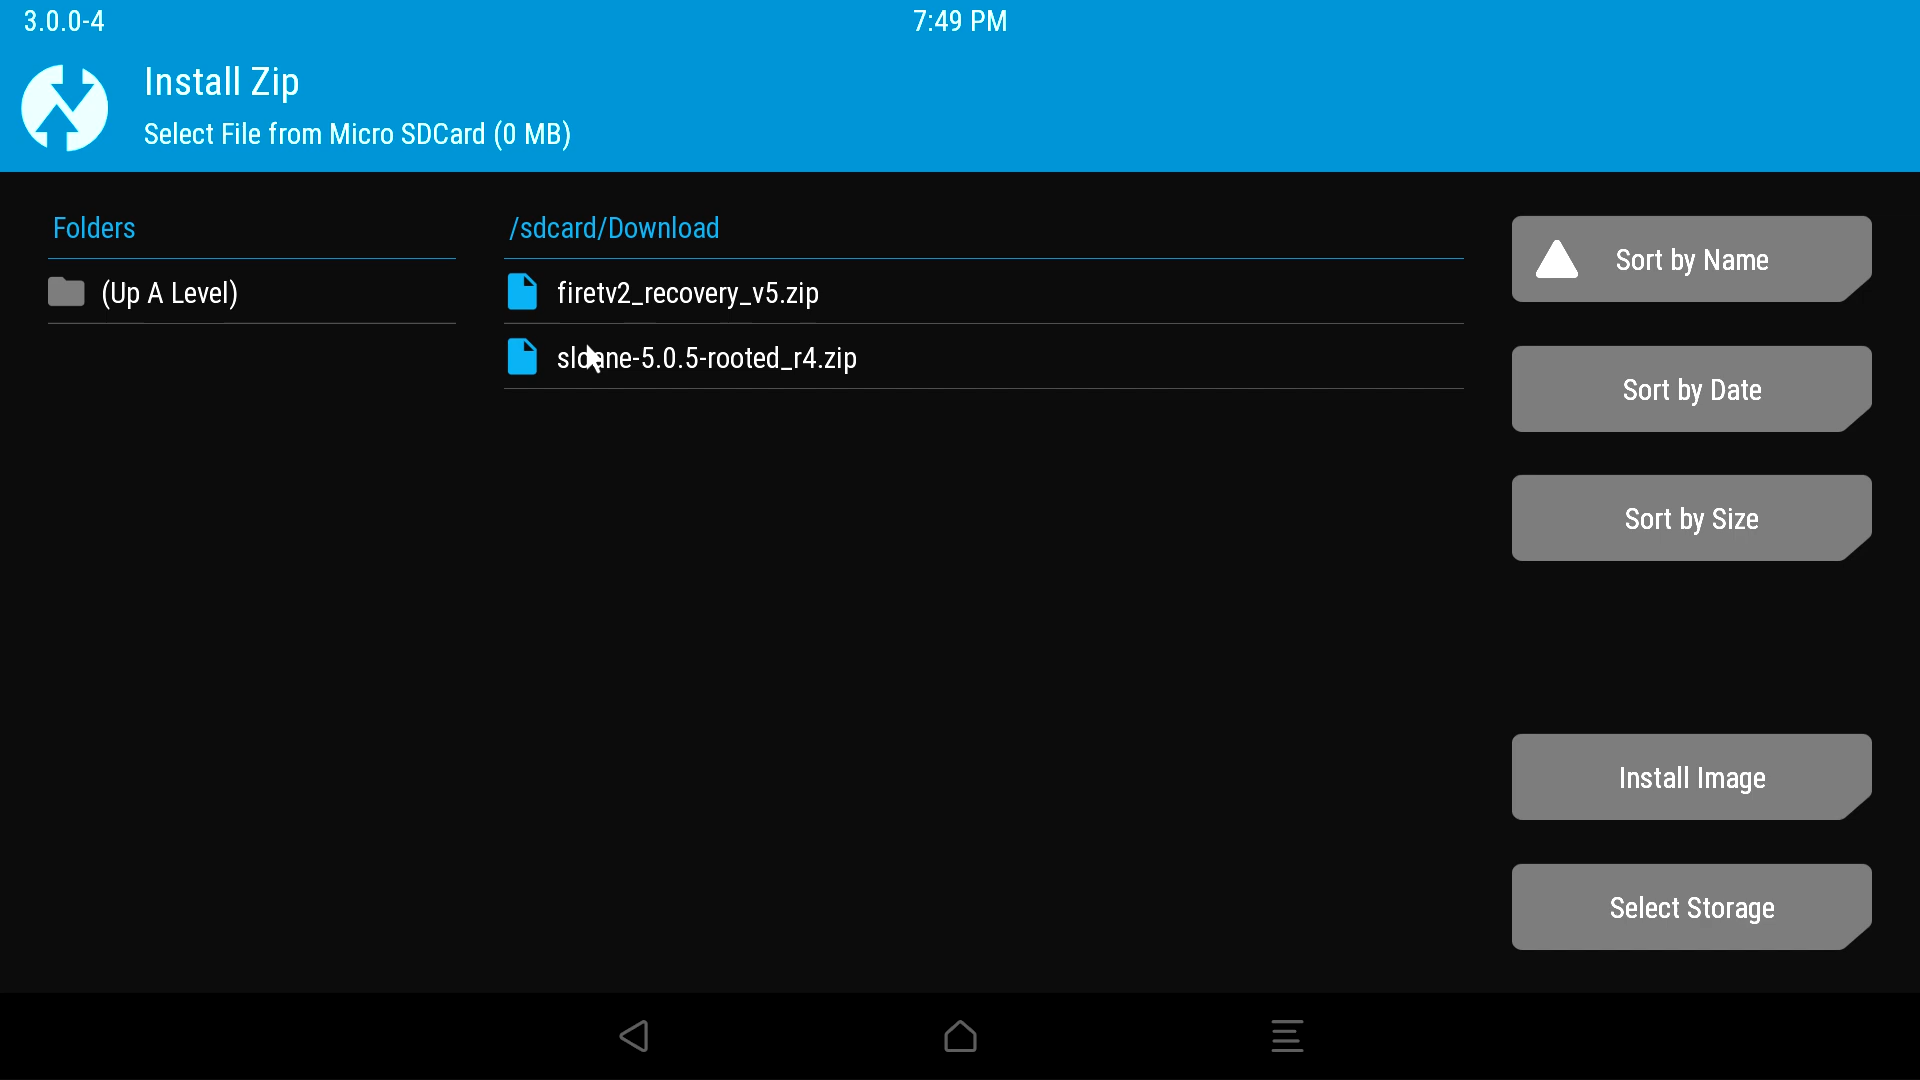 3.0.0-4
7:49 PM
Install Zip
Select File from Micro SDCard (0 MB)
Folders
(Up A Level)
/sdcard/Download
firetv2_recovery_v5.zip
sloane-5.0.5-rooted_r4.zip
Sort by Name
Sort by Date
Sort by Size
Install Image
Select Storage